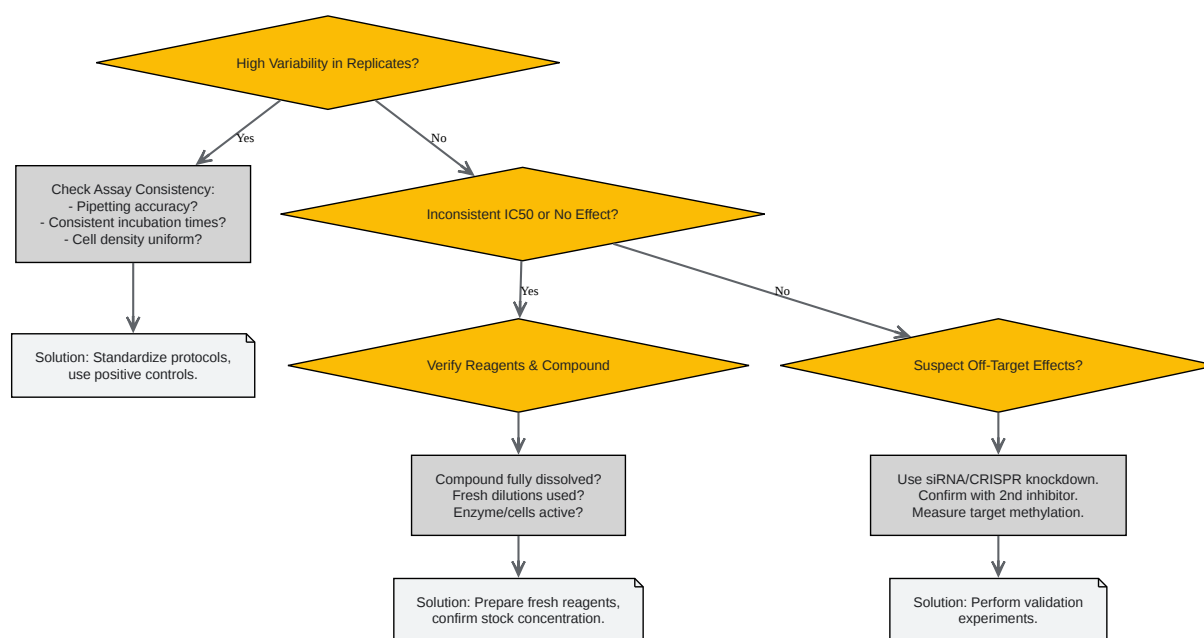 High Variability in Replicates?
Yes
No
Check Assay Consistency:
- Pipetting accuracy?
- Consistent incubation times?
- Cell density uniform?
Inconsistent IC50 or No Effect?
Yes
No
Solution: Standardize protocols,
use positive controls.
Verify Reagents & Compound
Suspect Off-Target Effects?
Compound fully dissolved?
Fresh dilutions used?
Enzyme/cells active?
Use siRNA/CRISPR knockdown.
Confirm with 2nd inhibitor.
Measure target methylation.
Solution: Prepare fresh reagents,
confirm stock concentration.
Solution: Perform validation
experiments.